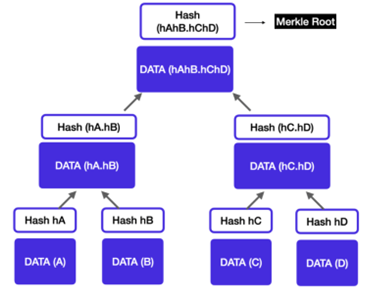 Hash
(hAhB.hChD)
Merkle Root
DATA (hAhB.hChD)
Hash (hA.hB)
Hash (hC.hD)
DATA (hA.hB)
DATA (hC.hD)
Hash hA
Hash hB
Hash hC
Hash hD
DATA (A)
DATA (B)
DATA (C)
DATA (D)